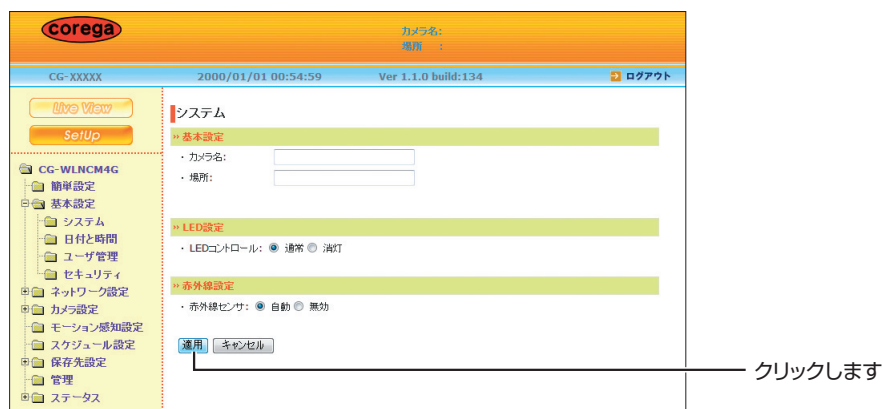 corega
カメラ名:
場所 :
CG-XXXXX 2000/01/01 00:54:59 Ver 1.1.0 build:134 ログアウト
Live View
SetUp
CG-WLNCM4G
簡単設定
基本設定
システム
日付と時間
ユーザ管理
セキュリティ
ネットワーク設定
カメラ設定
モーション感知設定
スケジュール設定
保存先設定
管理
ステータス
システム
» 基本設定
・カメラ名:
・場所:
» LED設定
・LEDコントロール: 通常 消灯
» 赤外線設定
・赤外線センサ: 自動 無効
適用 キャンセル
クリックします